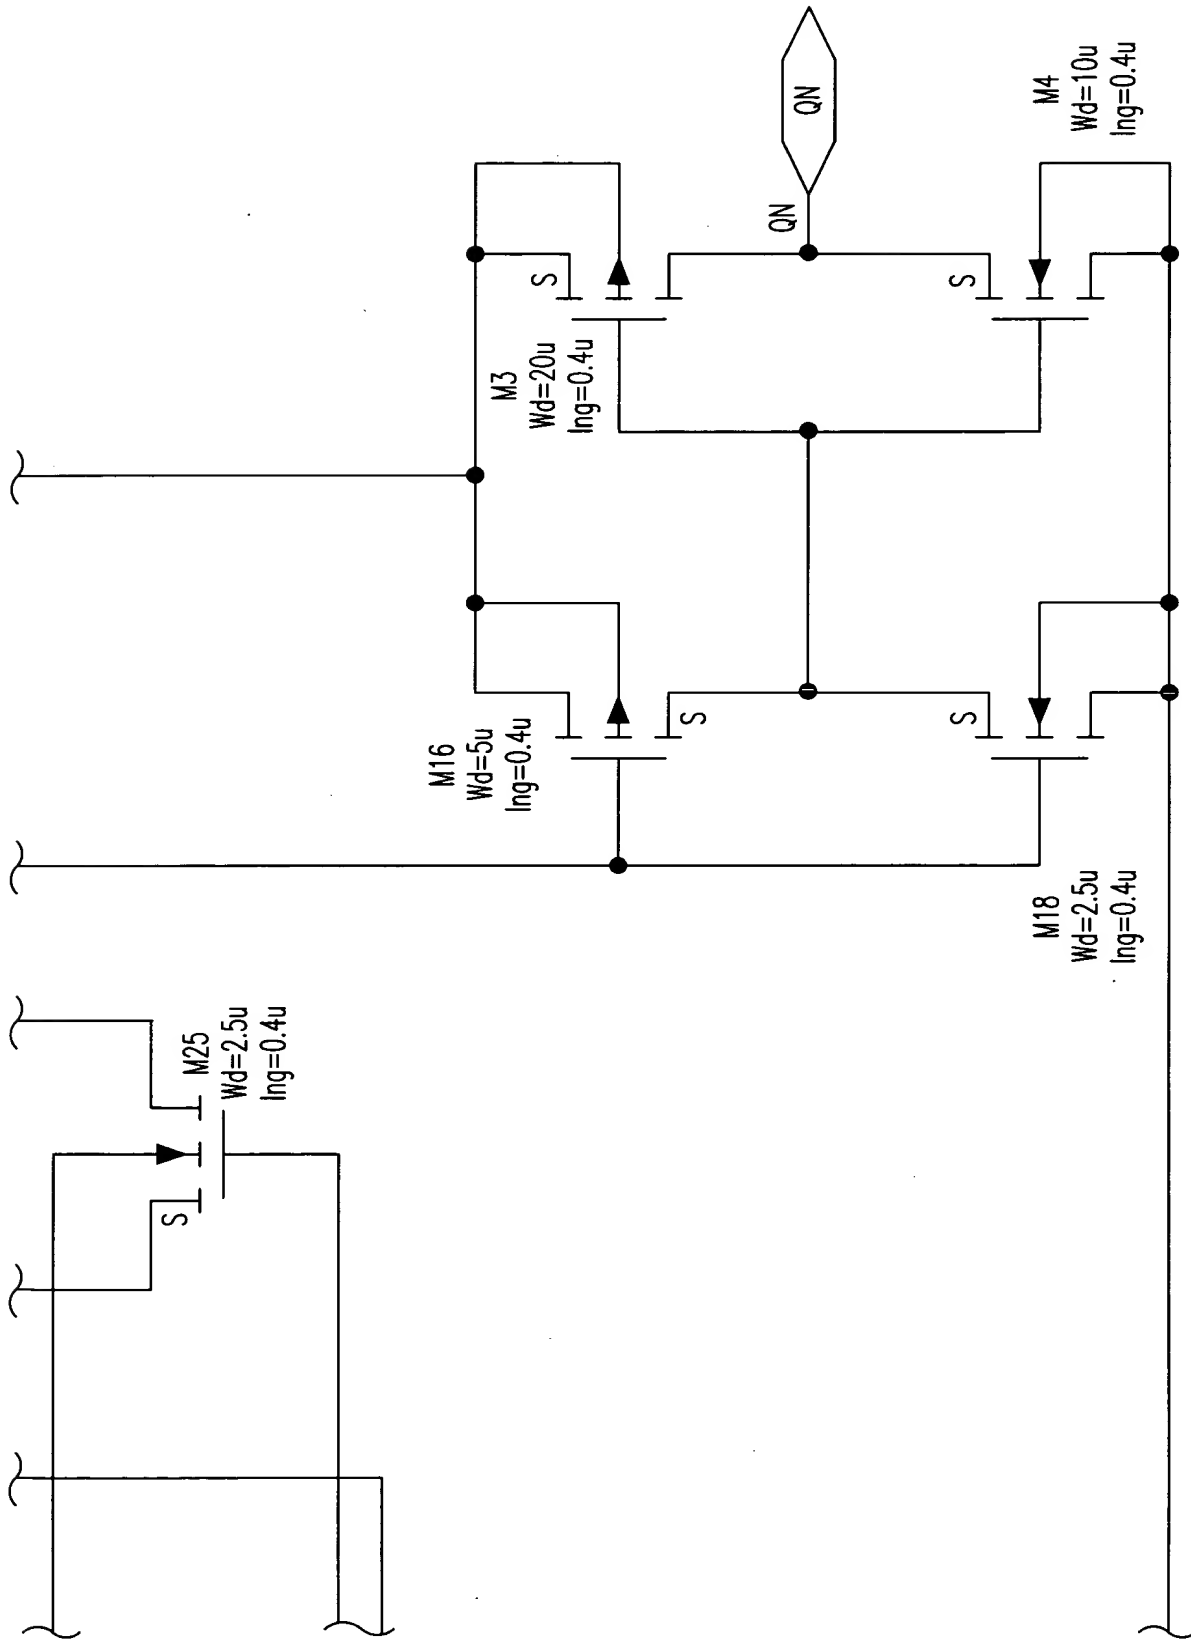 M25
Wd=2.5u
lng=0.4u
S
M16
Wd=5u
lng=0.4u
S
M18
Wd=2.5u
lng=0.4u
S
M3
Wd=20u
lng=0.4u
S
M4
Wd=10u
lng=0.4u
S
QN
QN